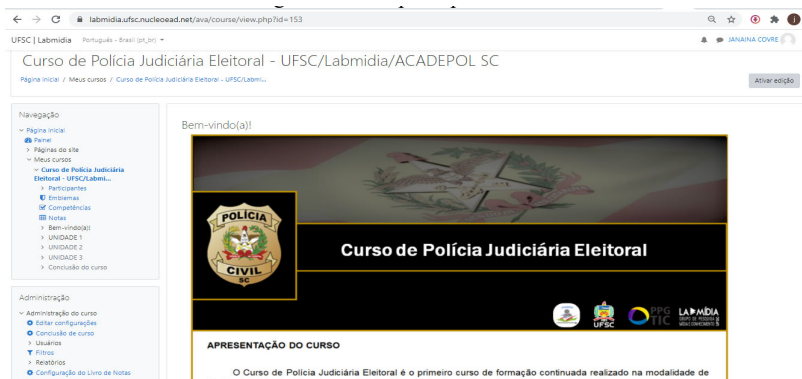 labmidia.ufsc.nucleoead.net/ava/course/view.php?id=153
UFSC | Labmidia Português - Brasil (pt_br)
JANAINA COVRE
Curso de Polícia Judiciária Eleitoral - UFSC/Labmidia/ACADEPOL SC
Página inicial / Meus cursos / Curso de Polícia Judiciária Eleitoral - UFSC/Labmi...
Ativar edição
Navegação
Página inicial
Painel
Páginas do site
Meus cursos
Curso de Polícia Judiciária
Eleitoral - UFSC/Labmi...
Participantes
Emblemas
Competências
Notas
Bem-vindo(a)!
UNIDADE 1
UNIDADE 2
UNIDADE 3
Conclusão do curso
Administração
Administração do curso
Editar configurações
Conclusão de curso
Usuários
Filtros
Relatórios
Configuração do Livro de Notas
Bem-vindo(a)!
POLÍCIA
CIVIL
SC
Curso de Polícia Judiciária Eleitoral
UFSC
PPG
TIC
LABMÍDIA
APRESENTAÇÃO DO CURSO
O Curso de Polícia Judiciária Eleitoral é o primeiro curso de formação continuada realizado na modalidade de